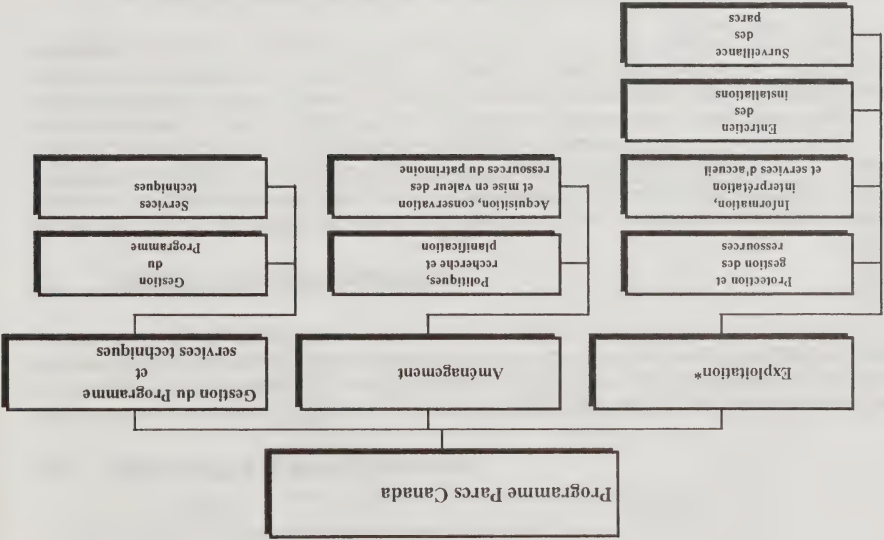 Programme Parcs Canada
Exploitation*
Aménagement
Gestion du Programme
et
services techniques
Protection et
gestion des
ressources
Information,
interprétation
et services d'accueil
Entretien
des
installations
Surveillance
des
parcs
Politiques,
recherche et
planification
Acquisition, conservation
et mise en valeur des
ressources du patrimoine
Gestion
du
Programme
Services
techniques